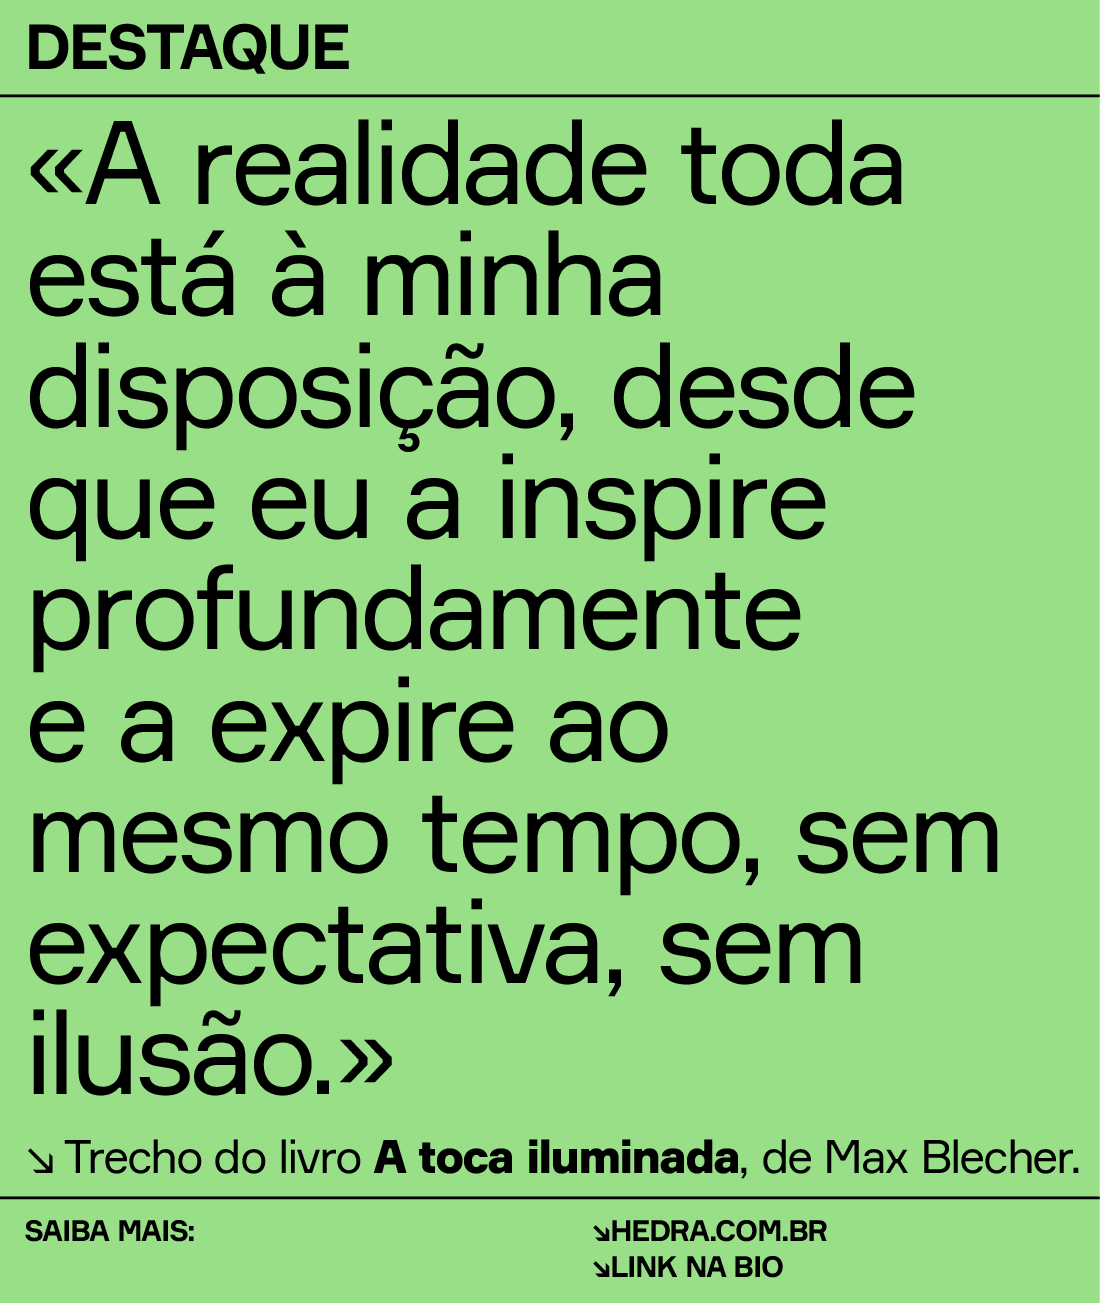 DESTAQUE
«A realidade toda
está à minha
disposição, desde
que eu a inspire
profundamente
e a expire ao
mesmo tempo, sem
expectativa, sem
ilusão.»
↘ Trecho do livro A toca iluminada, de Max Blecher.
SAIBA MAIS:
↘HEDRA.COM.BR
↘LINK NA BIO